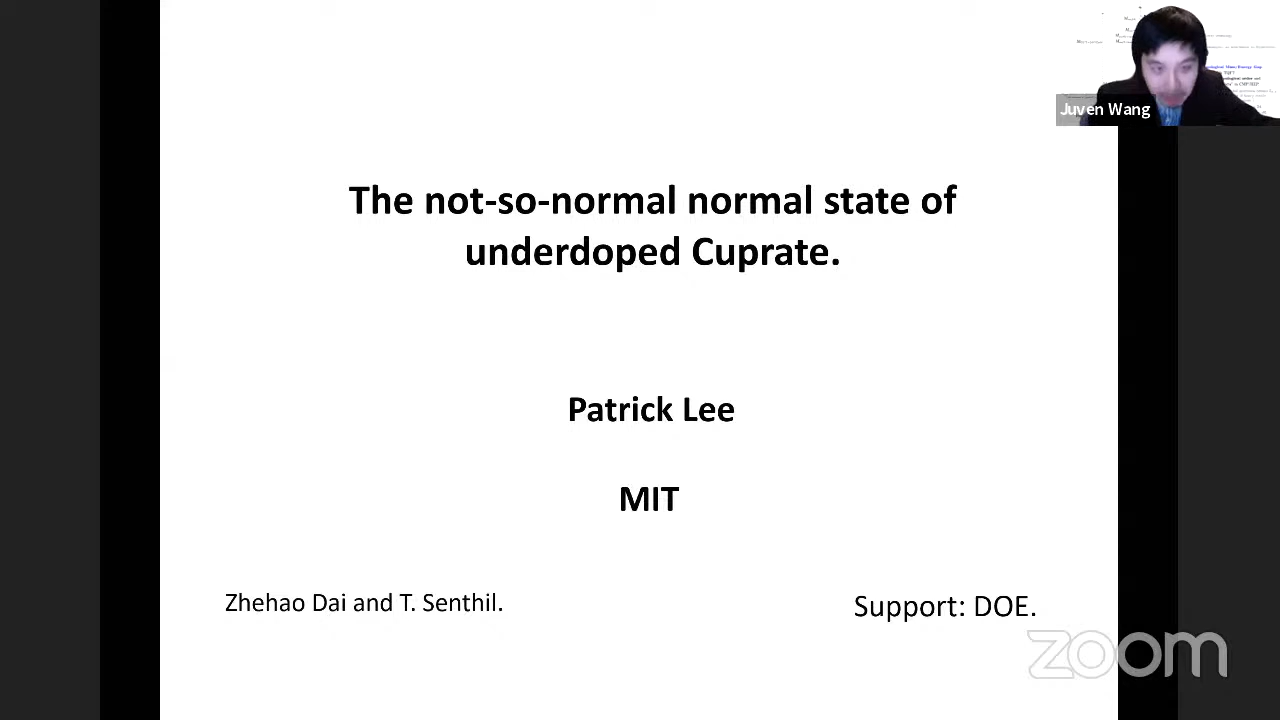 The not-so-normal normal state of
underdoped Cuprate.
Patrick Lee
MIT
Zhehao Dai and T. Senthil.
Support: DOE.
Juven Wang
zoom